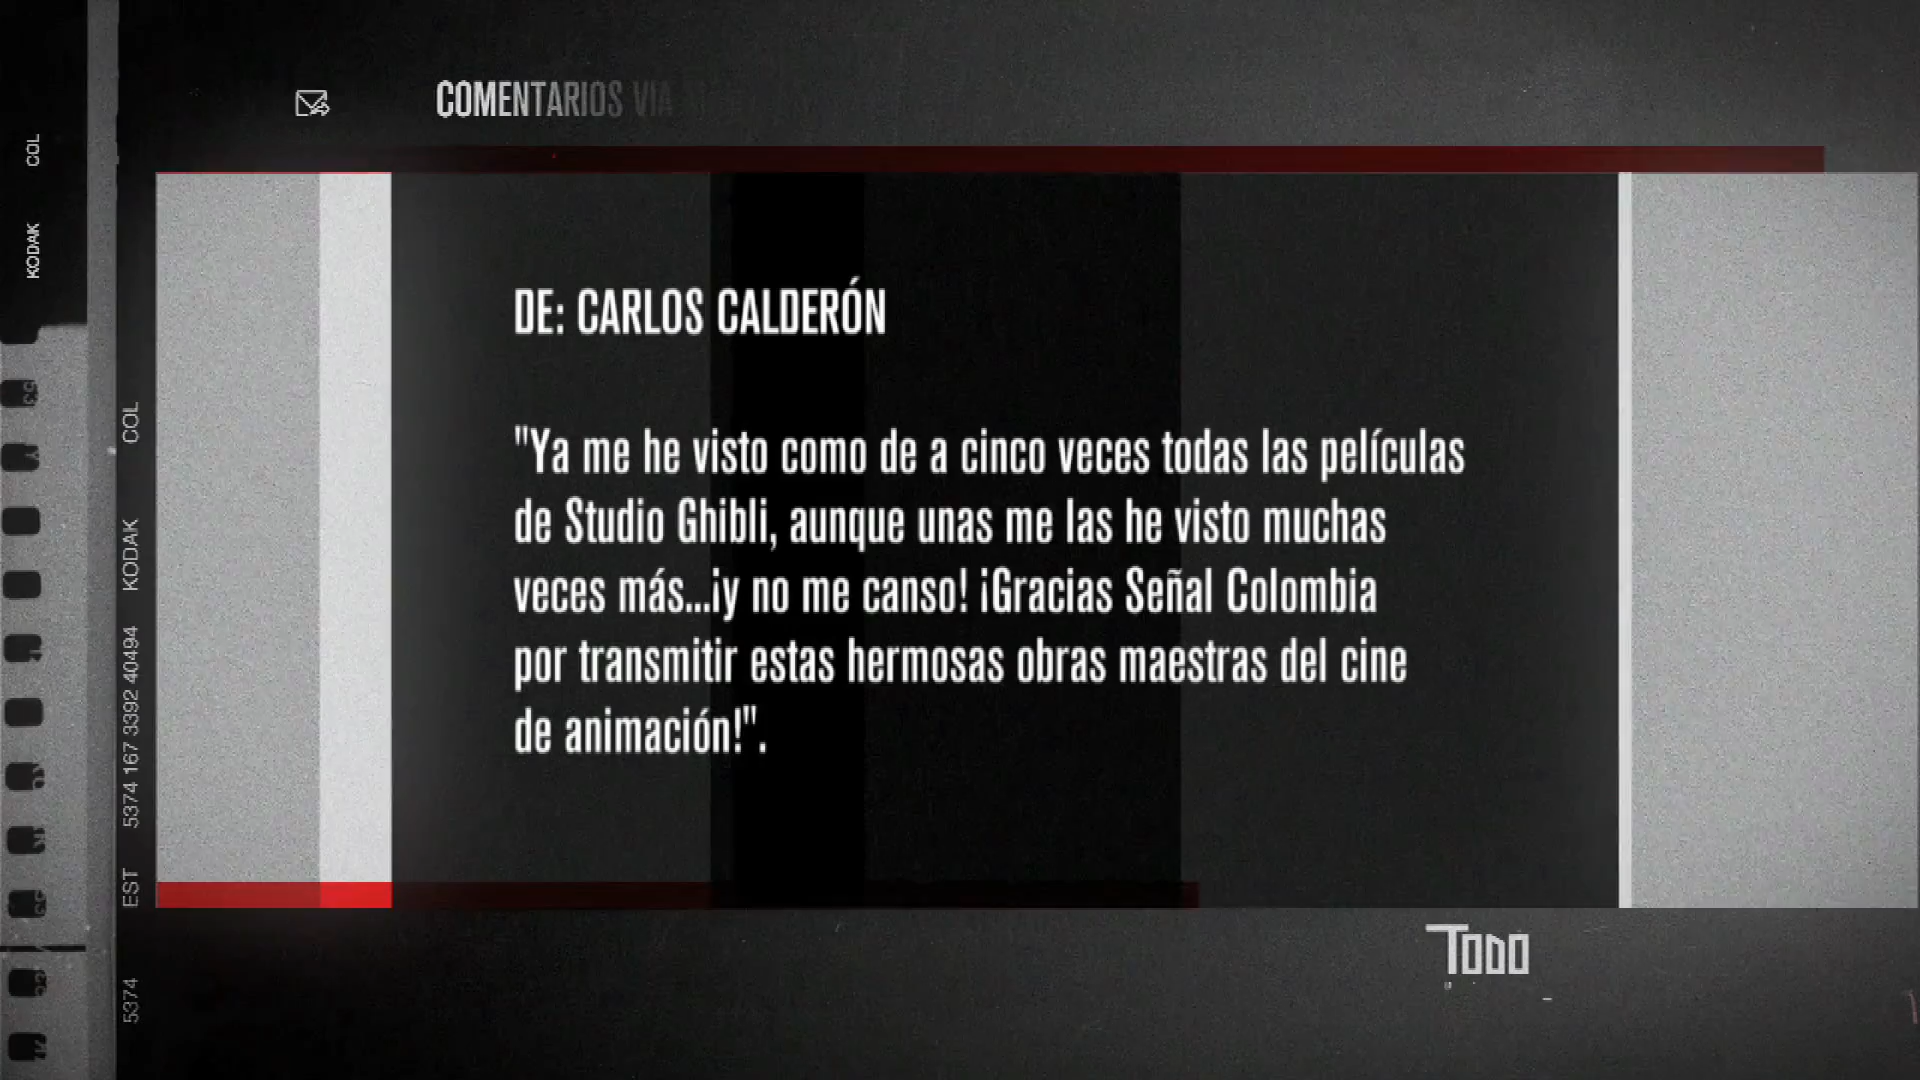 COMENTARIOS VIA
DE: CARLOS CALDERÓN
"Ya me he visto como de a cinco veces todas las películas
de Studio Ghibli, aunque unas me las he visto muchas
veces más...¡y no me canso! ¡Gracias Señal Colombia
por transmitir estas hermosas obras maestras del cine
de animación!".
TODO
COL
KODAK
COL
KODAK
5374 167 3392 40494
EST
5374